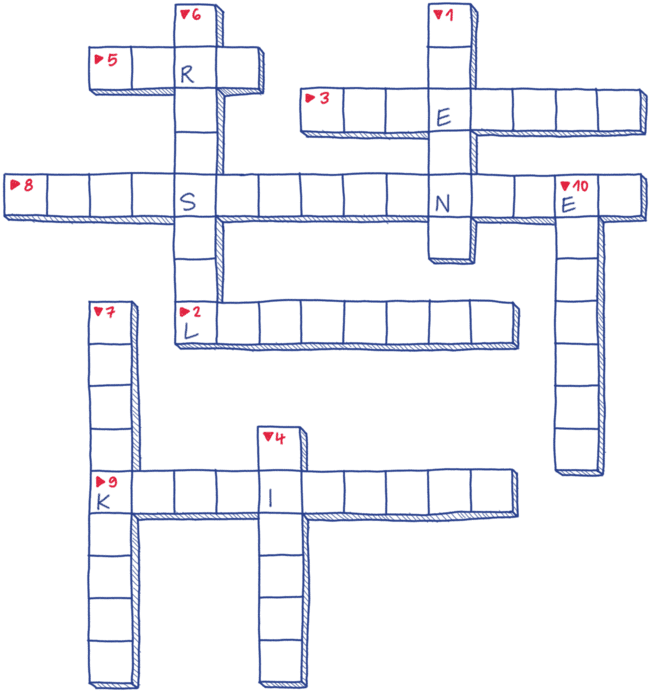 ▼6 ▼1
▶5 R
▶3 E
▶8 S N ▼10 E
▼7 ▶2 L
▼4
▶9 K I